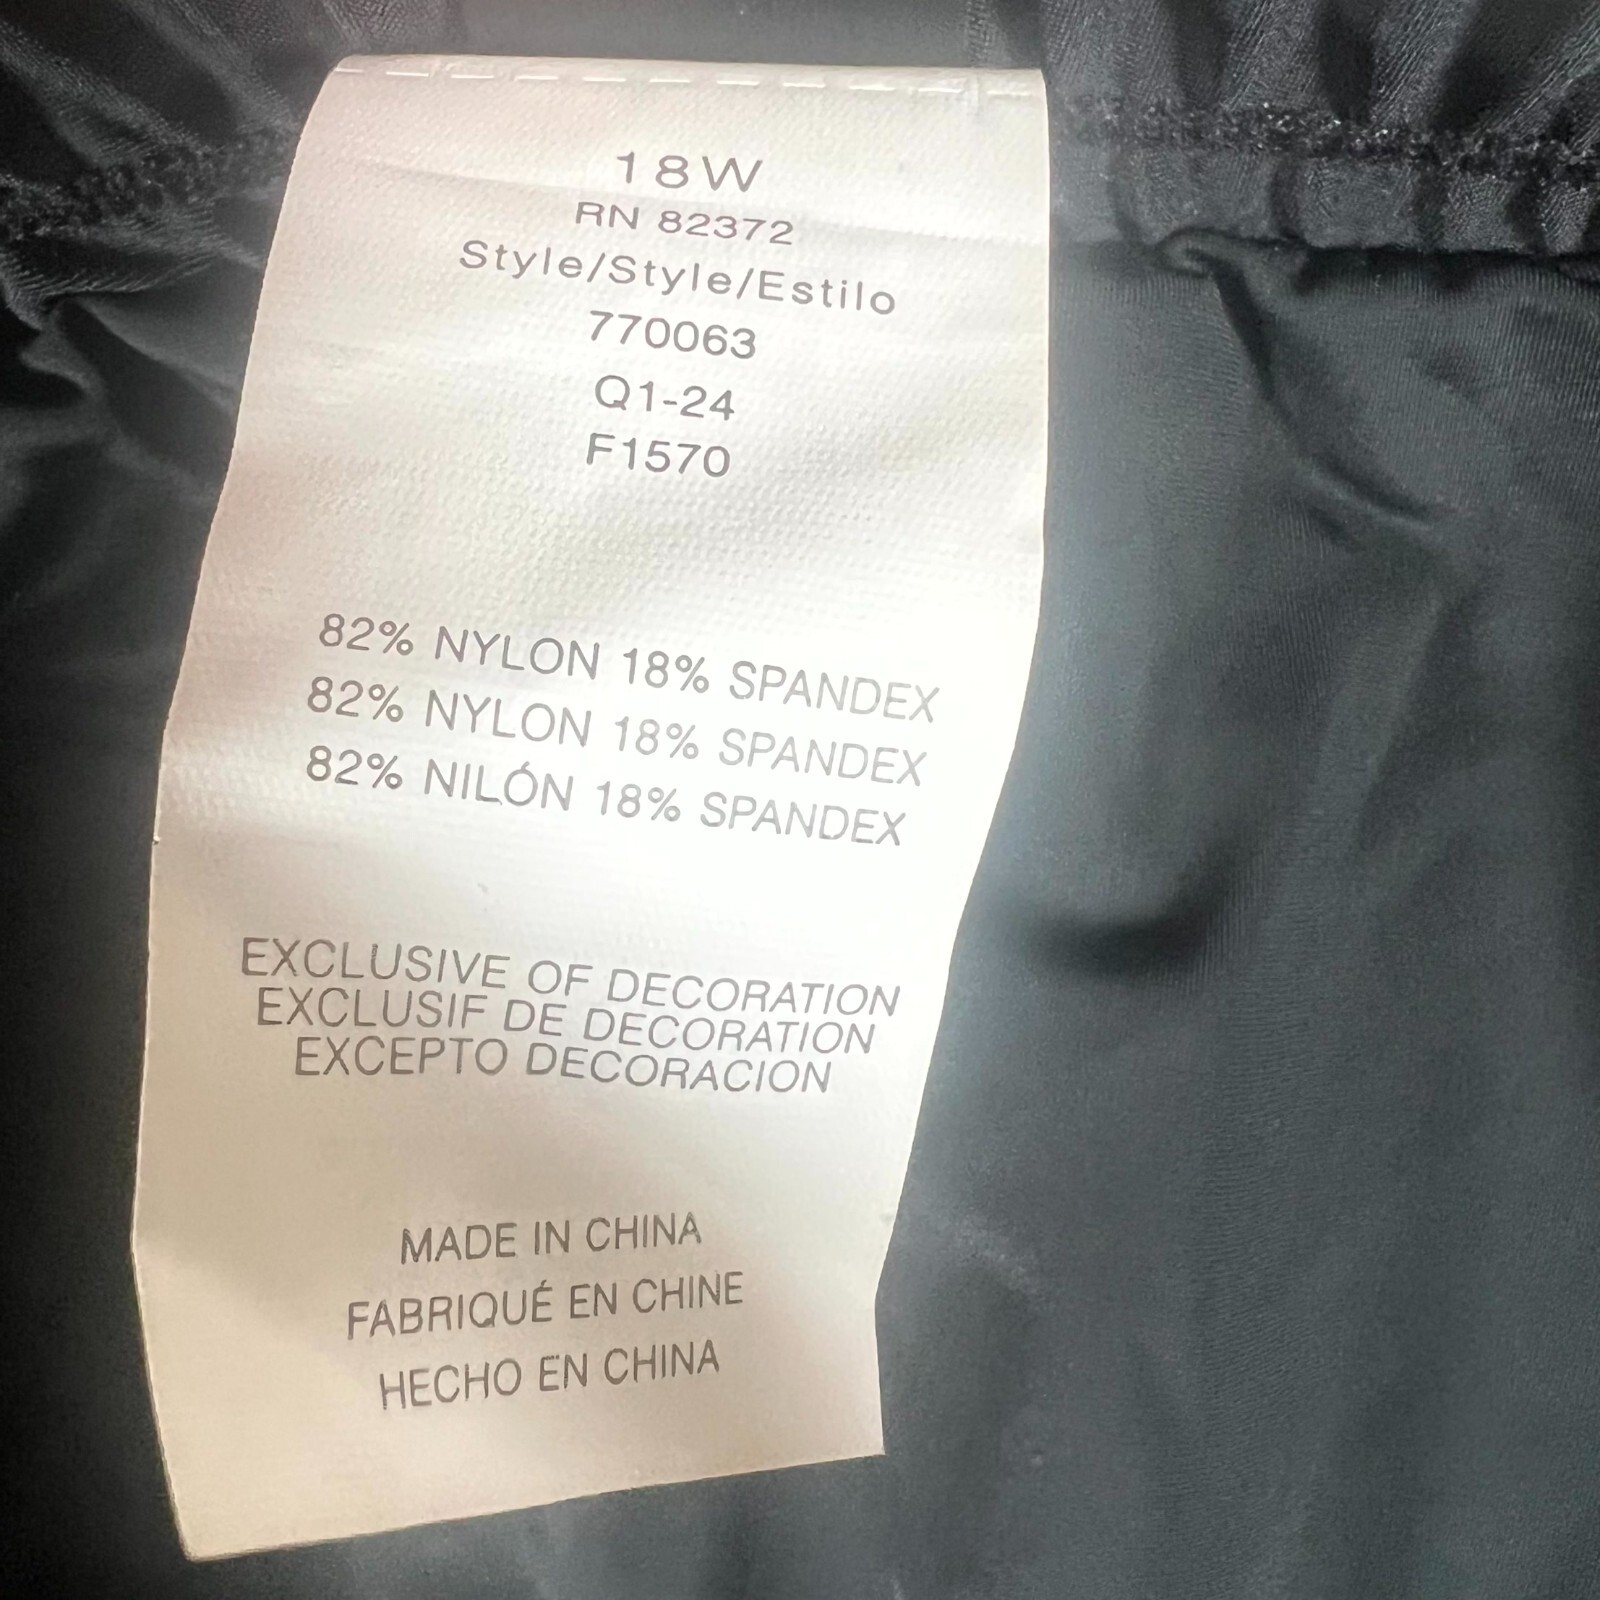 18W
RN 82372
Style/Style/Estilo
770063
Q1-24
F1570
82% NYLON 18% SPANDEX
82% NYLON 18% SPANDEX
82% NILÓN 18% SPANDEX
EXCLUSIVE OF DECORATION
EXCLUSIF DE DECORATION
EXCEPTO DECORACION
MADE IN CHINA
FABRIQUÉ EN CHINE
HECHO EN CHINA